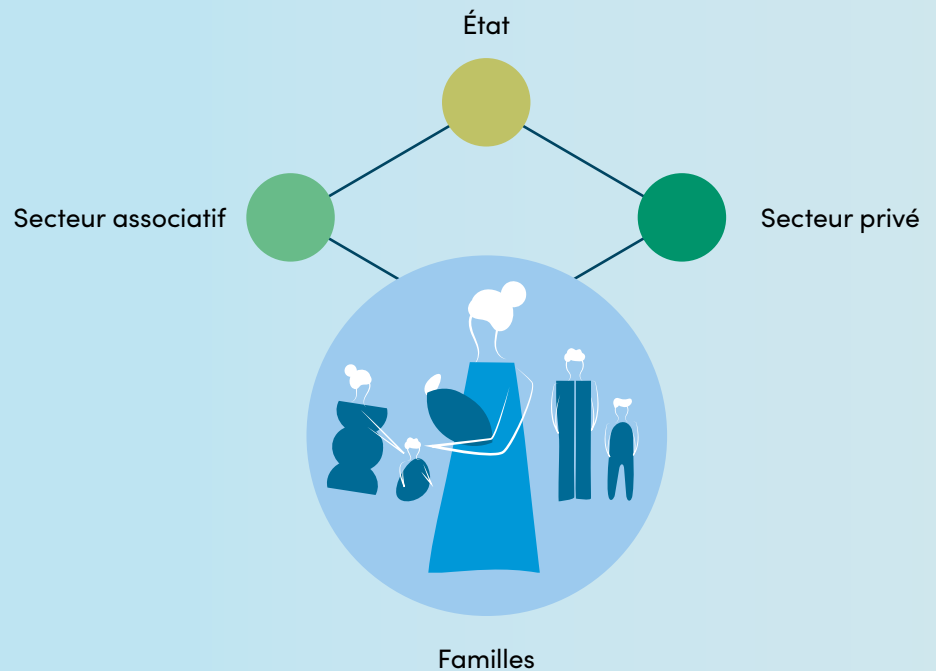 État
Secteur associatif
Secteur privé
Familles